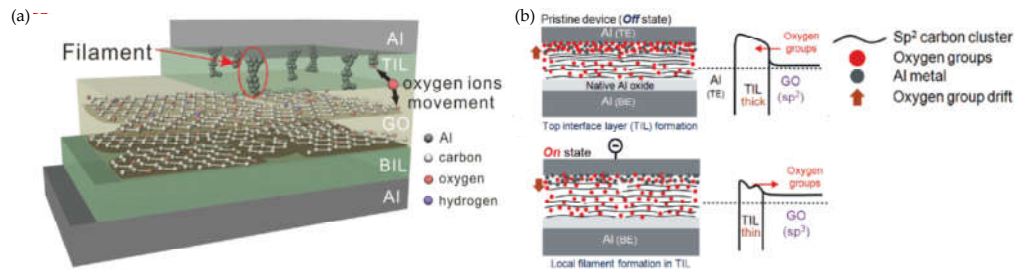 (a)
Al
Filament
TIL
oxygen ions
movement
GO
Al
carbon
BIL
oxygen
hydrogen
Al
(b)
Pristine device (Off state)
Al (TE)
Native Al oxide
Al (BE)
Top interface layer (TIL) formation
Oxygen
groups
Al
(TE)
TIL
thick
GO
(sp²)
Sp² carbon cluster
Oxygen groups
Al metal
Oxygen group drift
On state
Al (BE)
Local filament formation in TIL
Oxygen
groups
TIL
thin
GO
(sp³)